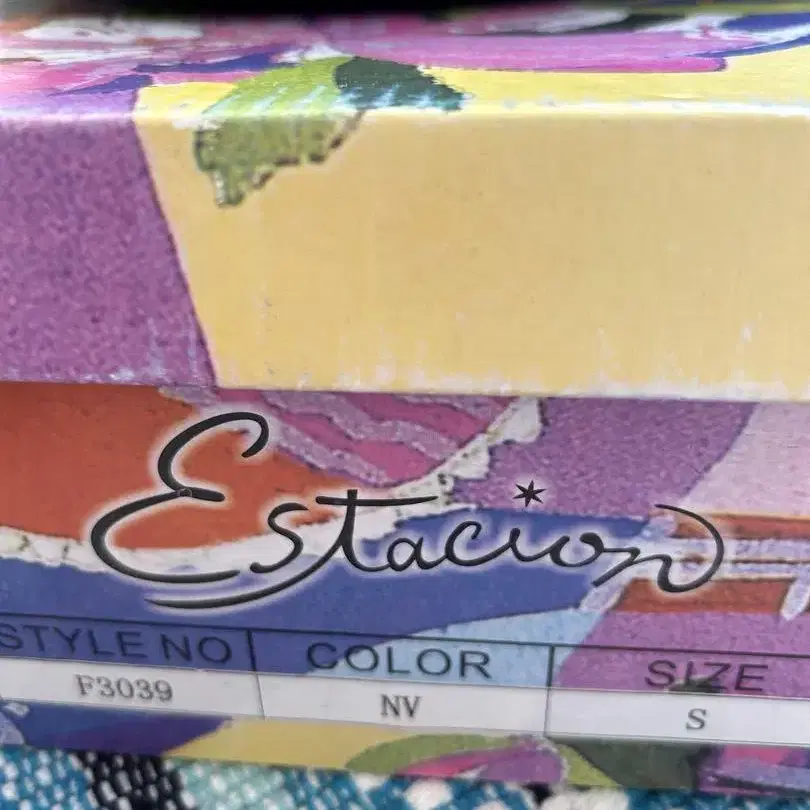 Estacion
STYLE NO COLOR SIZE
F3039 NV S